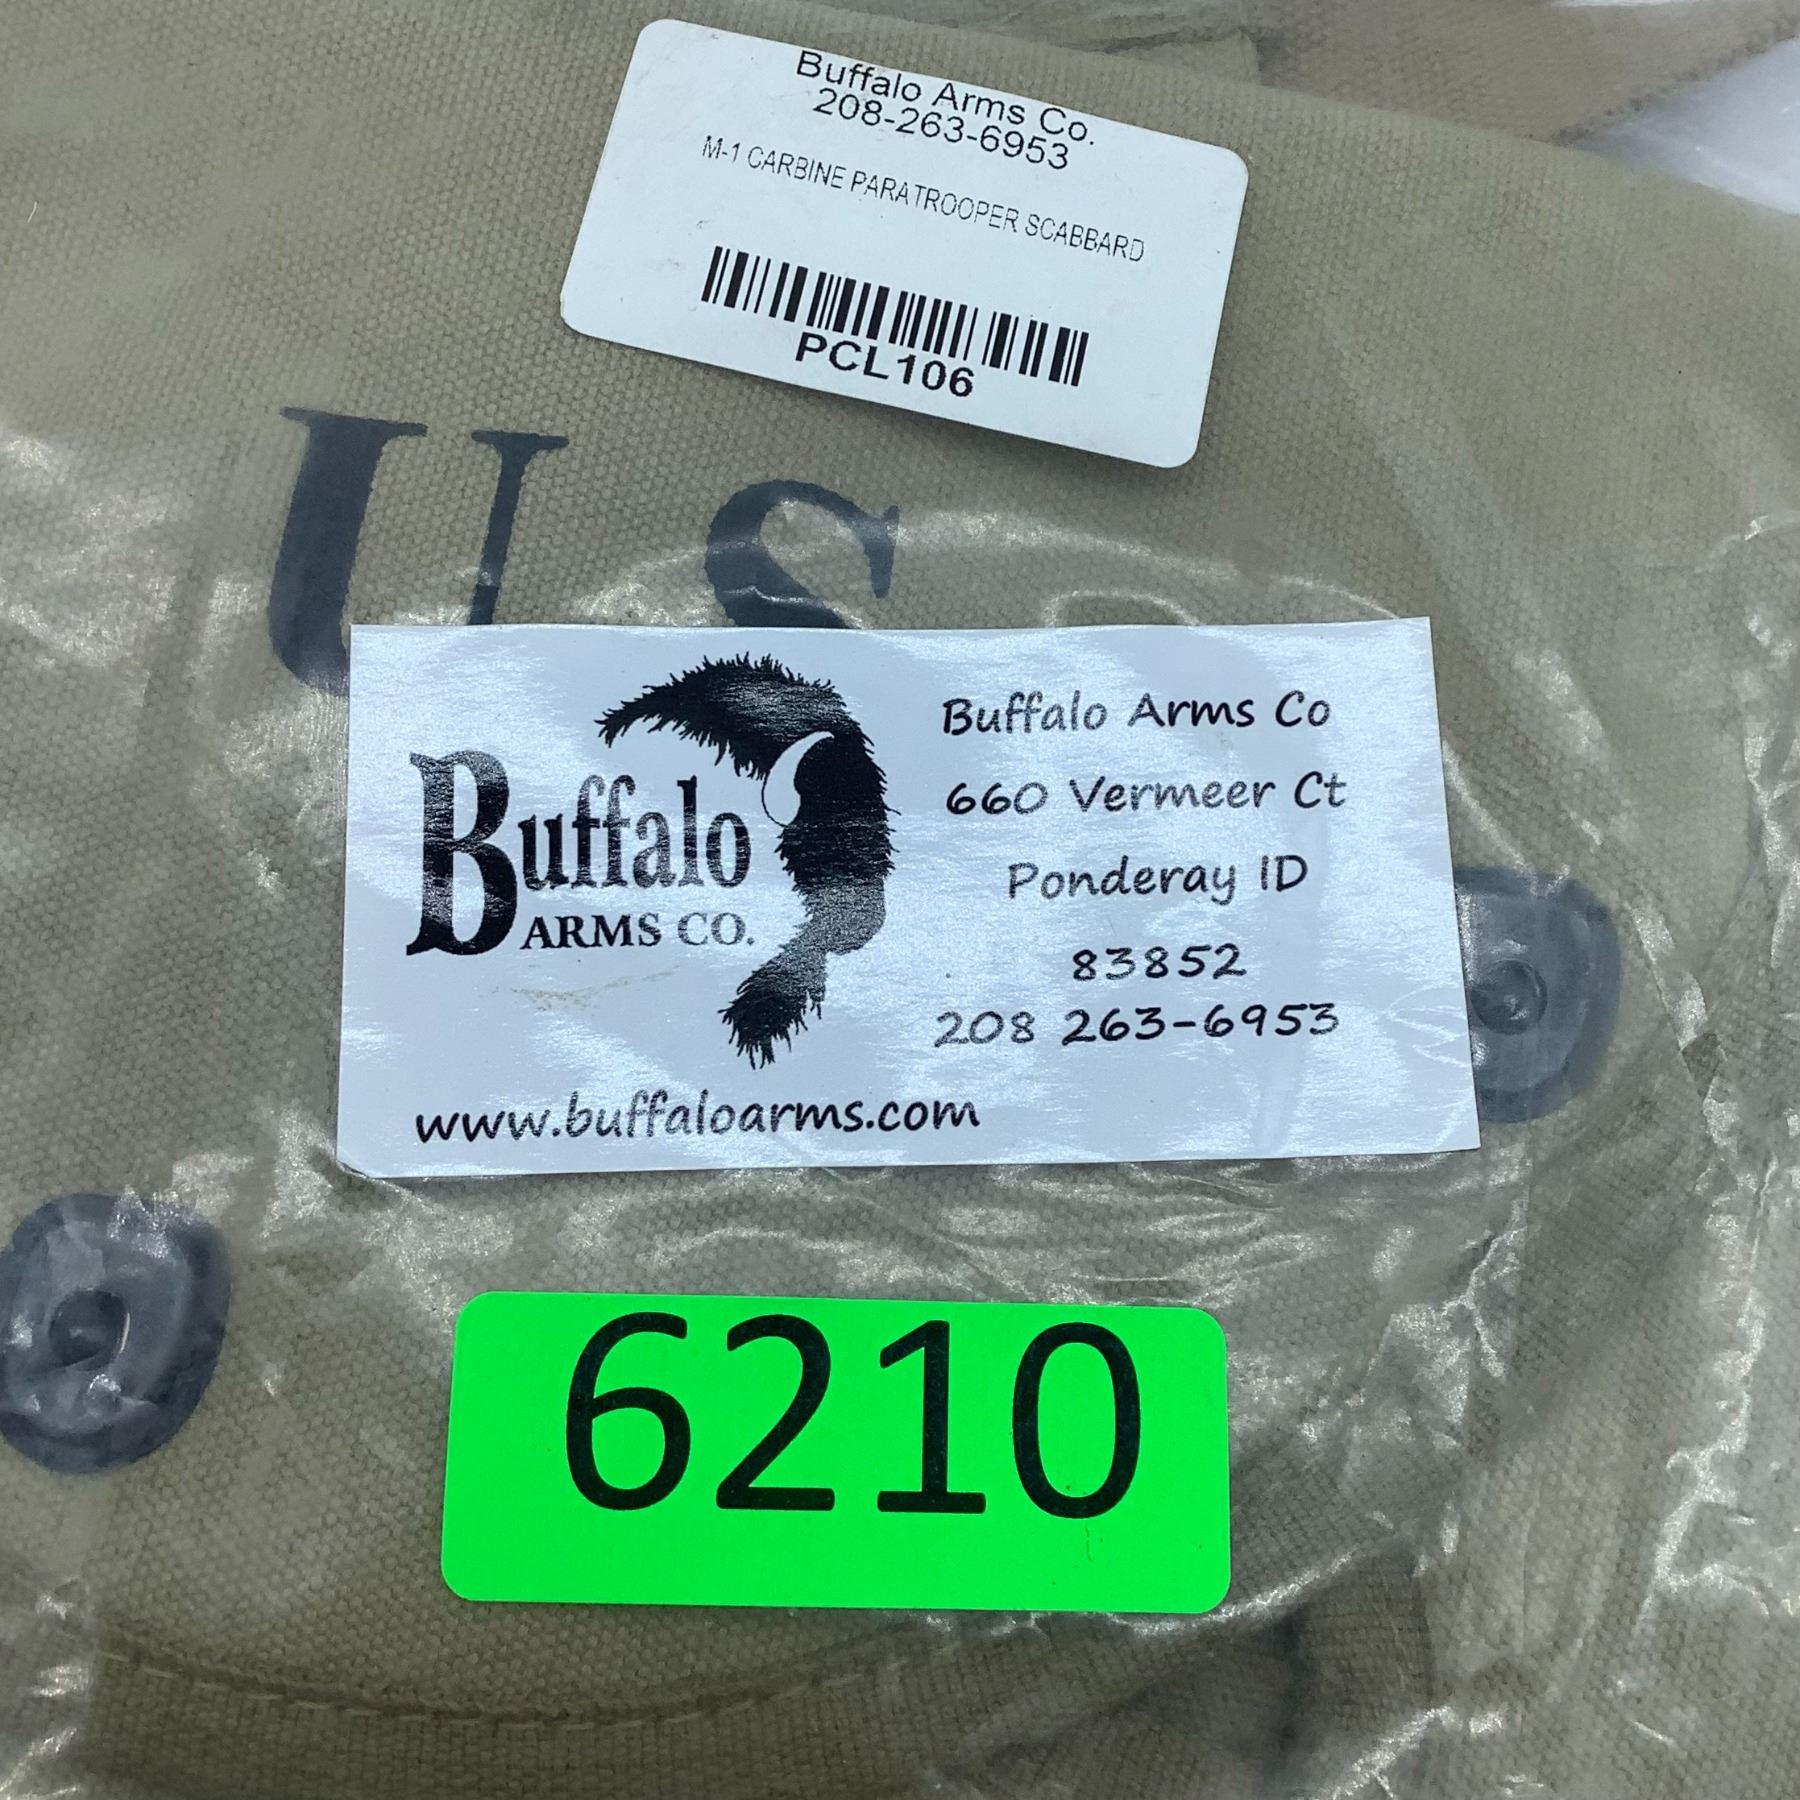 Buffalo Arms Co.
208-263-6953
M-1 CARBINE PARATROOPER SCABBARD
PCL106
U S
Buffalo
ARMS CO.
Buffalo Arms Co
660 Vermeer Ct
Ponderay ID
83852
208 263-6953
www.buffaloarms.com
6210